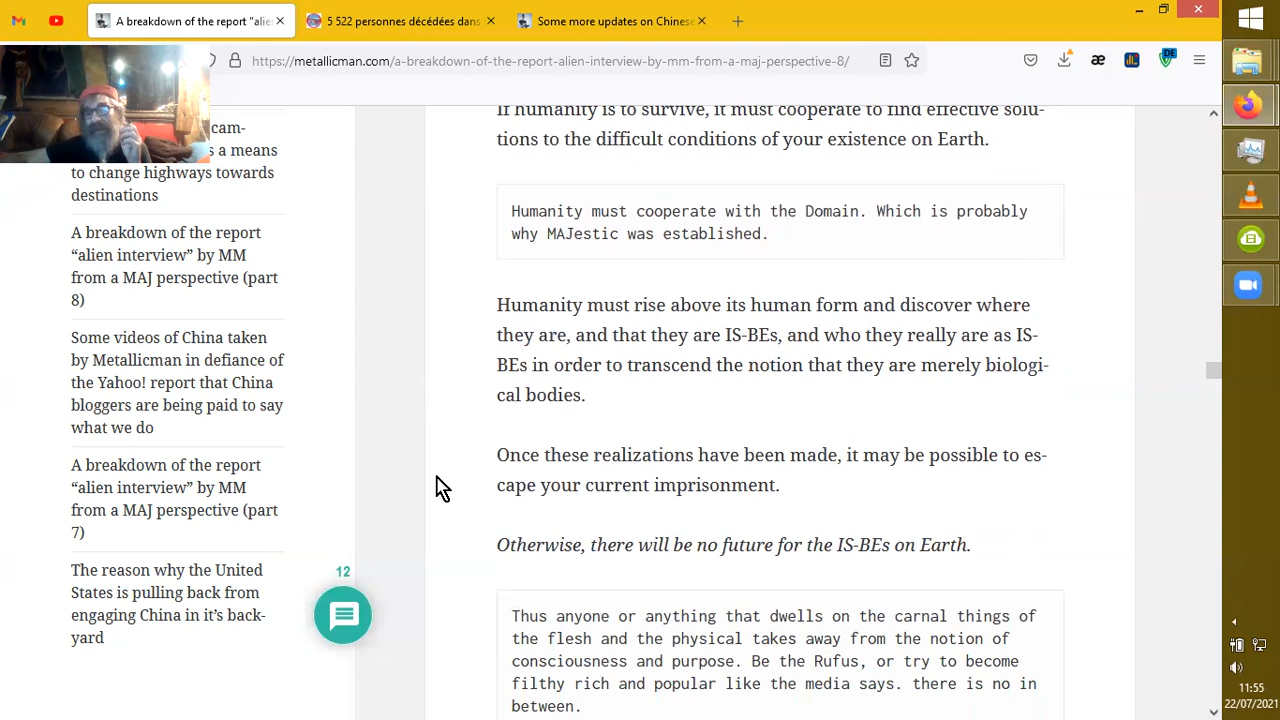 A breakdown of the report "alie
5 522 personnes décédées dans
Some more updates on Chinese
https://metallicman.com/a-breakdown-of-the-report-alien-interview-by-mm-from-a-maj-perspective-8/
DE
cam-
s a means
to change highways towards
destinations
A breakdown of the report
“alien interview” by MM
from a MAJ perspective (part
8)
Some videos of China taken
by Metallicman in defiance of
the Yahoo! report that China
bloggers are being paid to say
what we do
A breakdown of the report
“alien interview” by MM
from a MAJ perspective (part
7)
The reason why the United
States is pulling back from
engaging China in it’s back-
yard
12
If humanity is to survive, it must cooperate to find effective solu-
tions to the difficult conditions of your existence on Earth.
Humanity must cooperate with the Domain. Which is probably
why MAJestic was established.
Humanity must rise above its human form and discover where
they are, and that they are IS-BEs, and who they really are as IS-
BEs in order to transcend the notion that they are merely biologi-
cal bodies.
Once these realizations have been made, it may be possible to es-
cape your current imprisonment.
Otherwise, there will be no future for the IS-BEs on Earth.
Thus anyone or anything that dwells on the carnal things of
the flesh and the physical takes away from the notion of
consciousness and purpose. Be the Rufus, or try to become
filthy rich and popular like the media says. there is no in
between.
11:55
22/07/2021